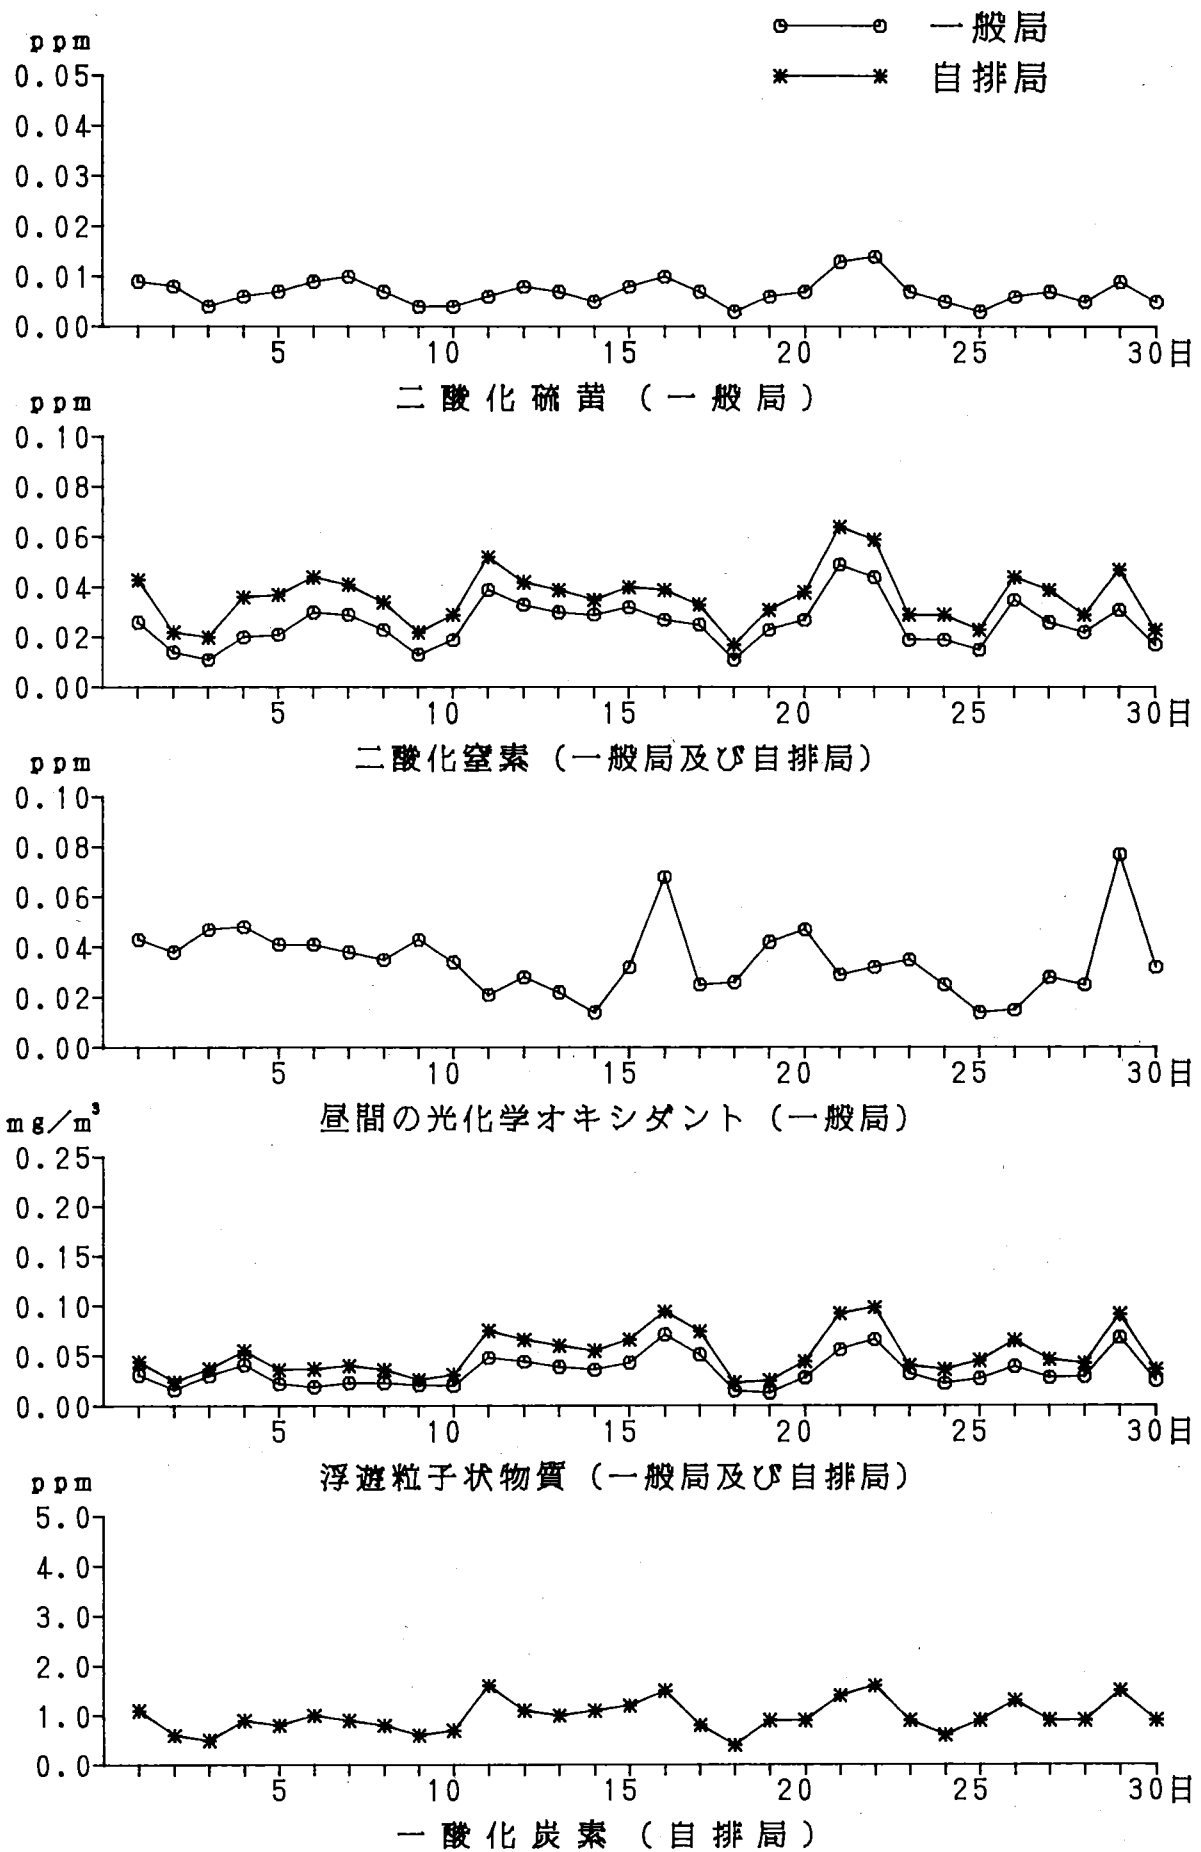 一般局
自排局
ppm
0.05
0.04
0.03
0.02
0.01
0.00
5 10 15 20 25 30日
二酸化硫黄（一般局）
ppm
0.10
0.08
0.06
0.04
0.02
0.00
5 10 15 20 25 30日
二酸化窒素（一般局及び自排局）
ppm
0.10
0.08
0.06
0.04
0.02
0.00
5 10 15 20 25 30日
昼間の光化学オキシダント（一般局）
mg/m³
0.25
0.20
0.15
0.10
0.05
0.00
5 10 15 20 25 30日
浮遊粒子状物質（一般局及び自排局）
ppm
5.0
4.0
3.0
2.0
1.0
0.0
5 10 15 20 25 30日
一酸化炭素（自排局）